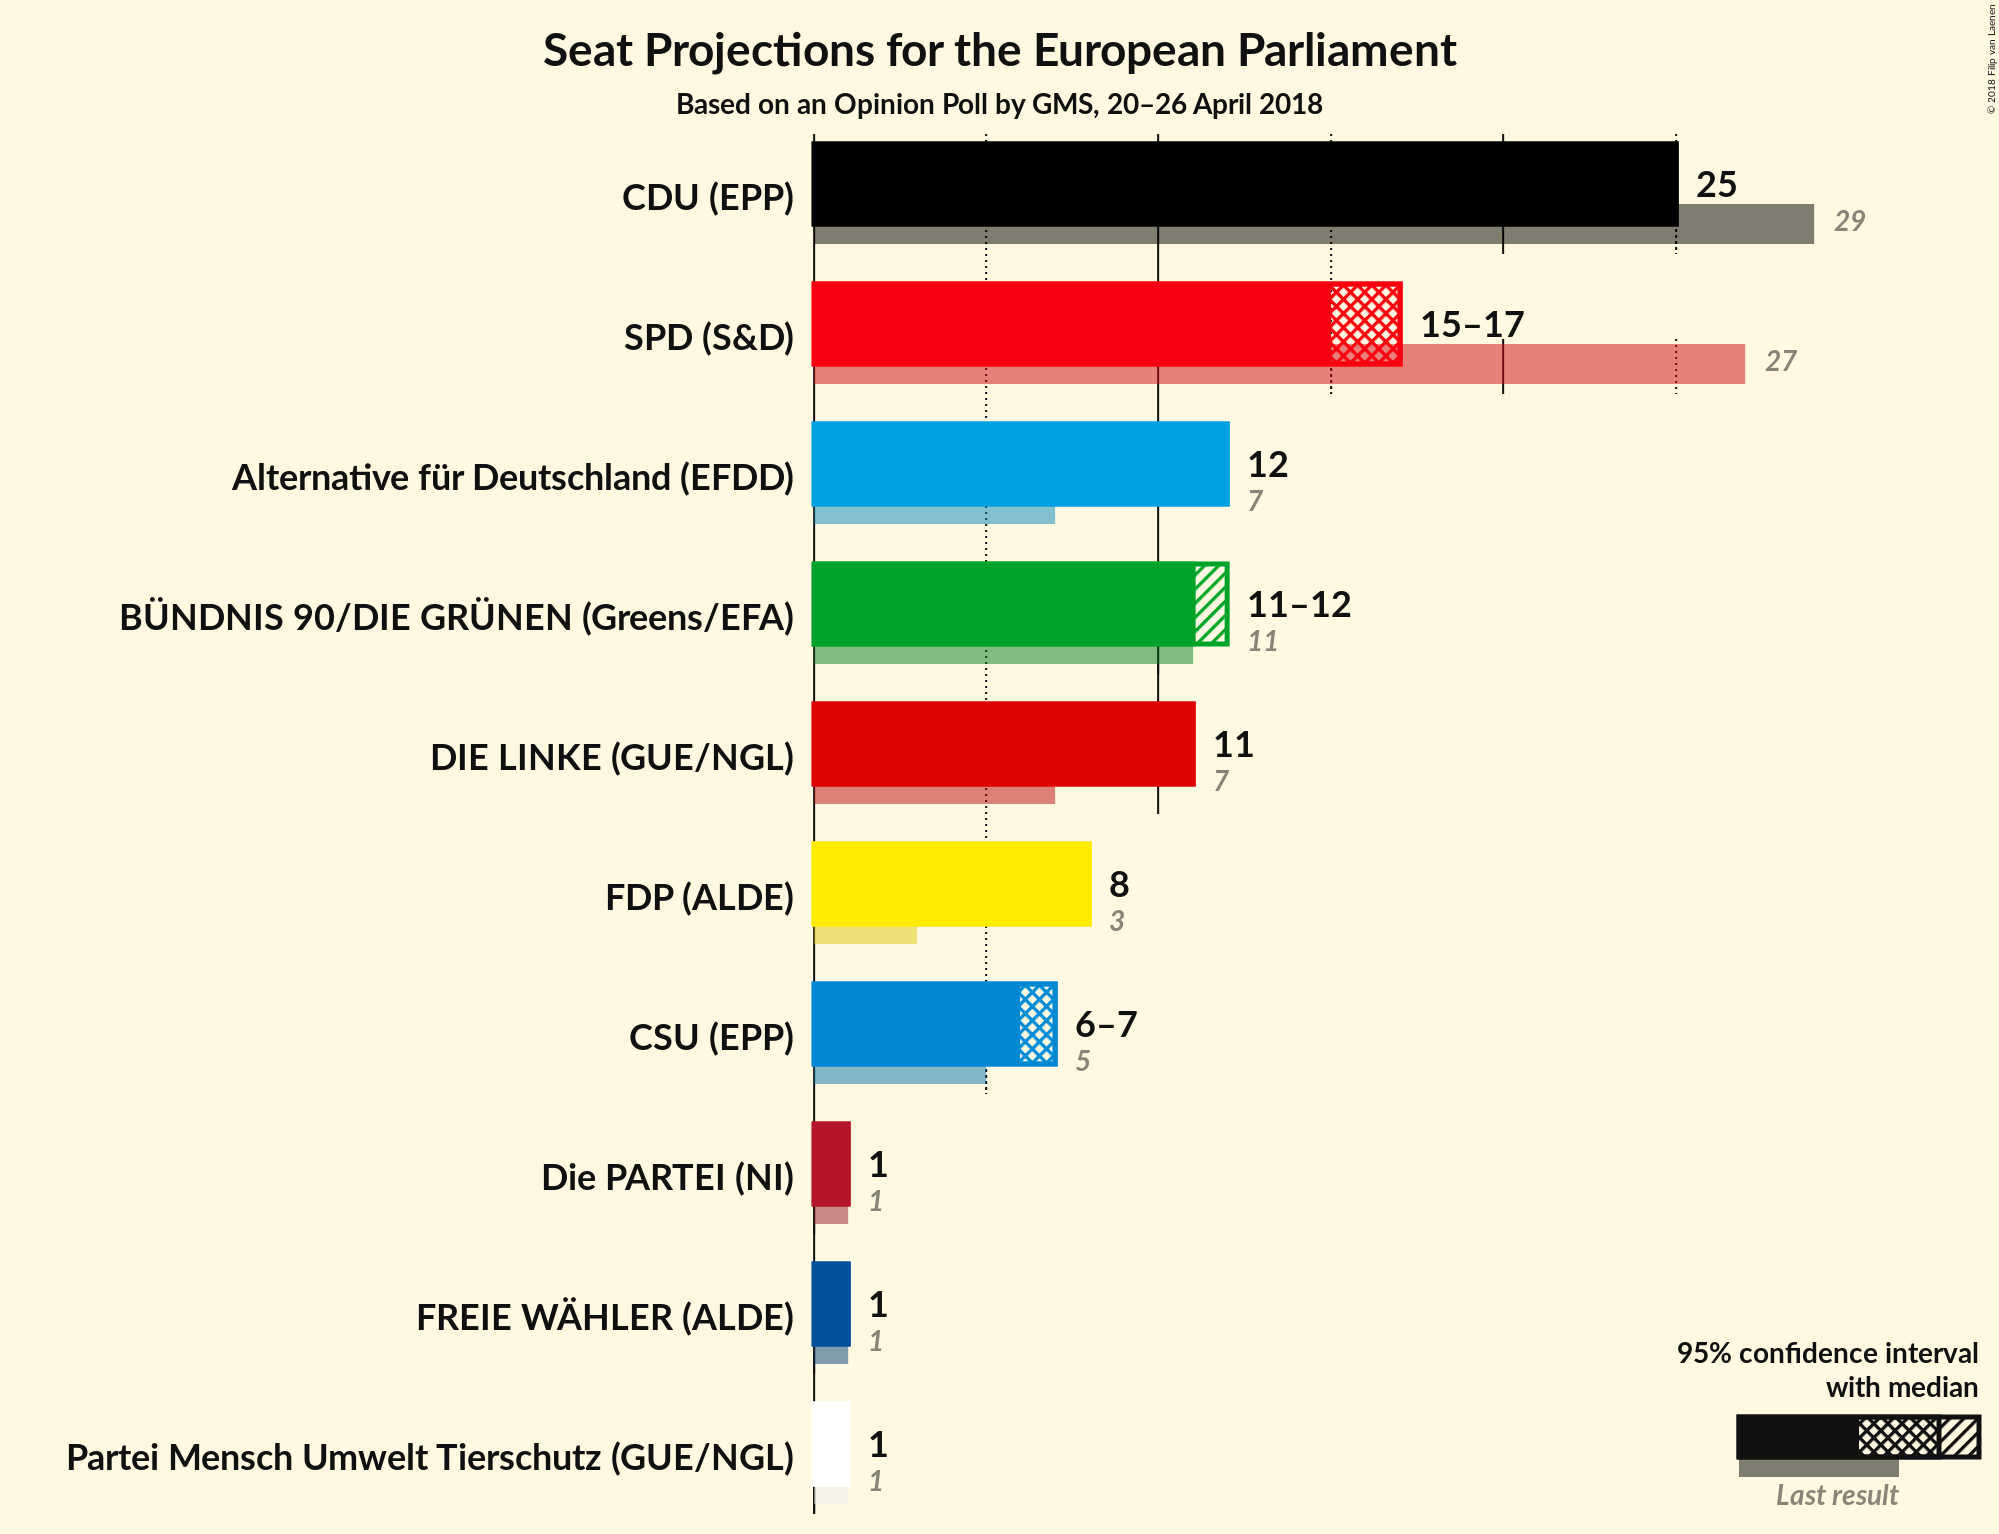 Seat Projections for the European Parliament
Based on an Opinion Poll by GMS, 20–26 April 2018
© 2018 Filip van Laenen
CDU (EPP)
25
29
SPD (S&D)
15–17
27
Alternative für Deutschland (EFDD)
12
7
BÜNDNIS 90/DIE GRÜNEN (Greens/EFA)
11–12
11
DIE LINKE (GUE/NGL)
11
7
FDP (ALDE)
8
3
CSU (EPP)
6–7
5
Die PARTEI (NI)
1
1
FREIE WÄHLER (ALDE)
1
1
Partei Mensch Umwelt Tierschutz (GUE/NGL)
1
1
95% confidence interval
with median
Last result